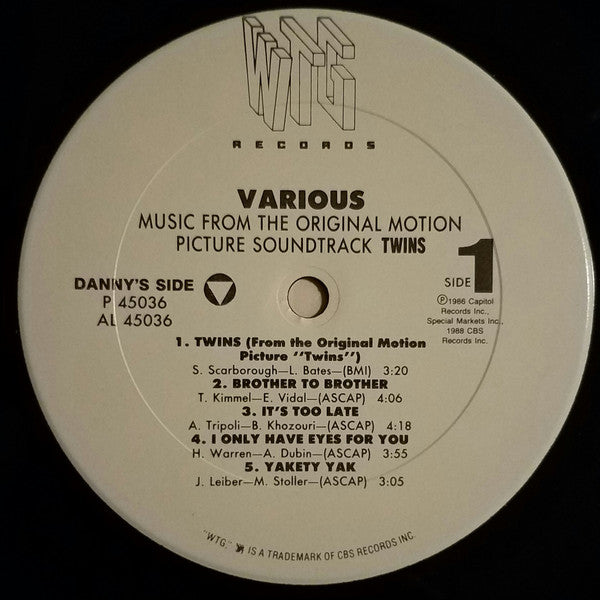 WTG
RECORDS
VARIOUS
MUSIC FROM THE ORIGINAL MOTION
PICTURE SOUNDTRACK TWINS
DANNY'S SIDE
P 45036
AL 45036
SIDE 1
Ⓟ1986 Capitol
Records Inc.,
Special Markets Inc.,
1988 CBS
Records Inc.
1. TWINS (From the Original Motion
Picture "Twins")
S. Scarborough—L. Bates—(BMI) 3:20
2. BROTHER TO BROTHER
T. Kimmel—E. Vidal—(ASCAP) 4:06
3. IT'S TOO LATE
A. Tripoli—B. Khozouri—(ASCAP) 4:18
4. I ONLY HAVE EYES FOR YOU
H. Warren—A. Dubin—(ASCAP) 3:55
5. YAKETY YAK
J. Leiber—M. Stoller—(ASCAP) 3:05
"WTG," IS A TRADEMARK OF CBS RECORDS INC.